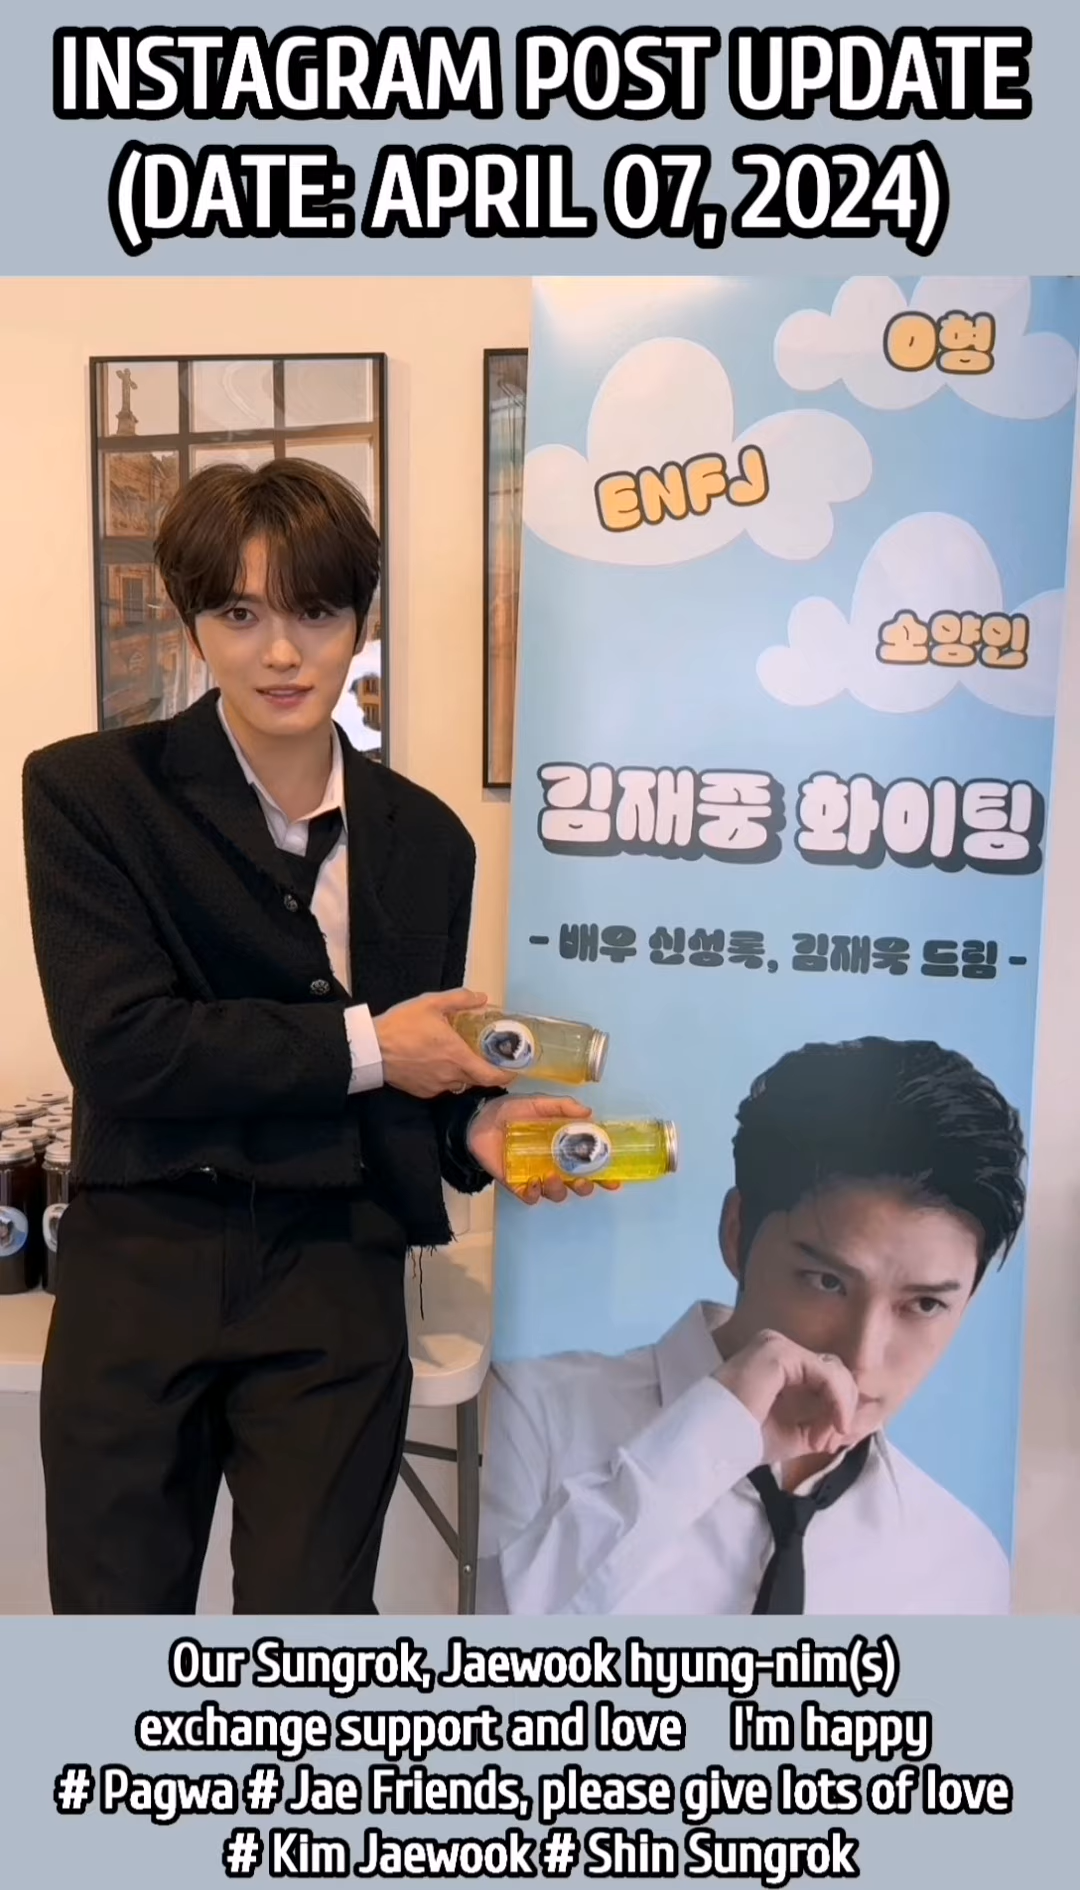 INSTAGRAM POST UPDATE
(DATE: APRIL 07, 2024)
O형
ENFJ
소양인
김재중 화이팅
- 배우 신성록, 김재욱 드림 -
Our Sungrok, Jaewook hyung-nim(s)
exchange support and love I'm happy
# Pagwa # Jae Friends, please give lots of love
# Kim Jaewook # Shin Sungrok